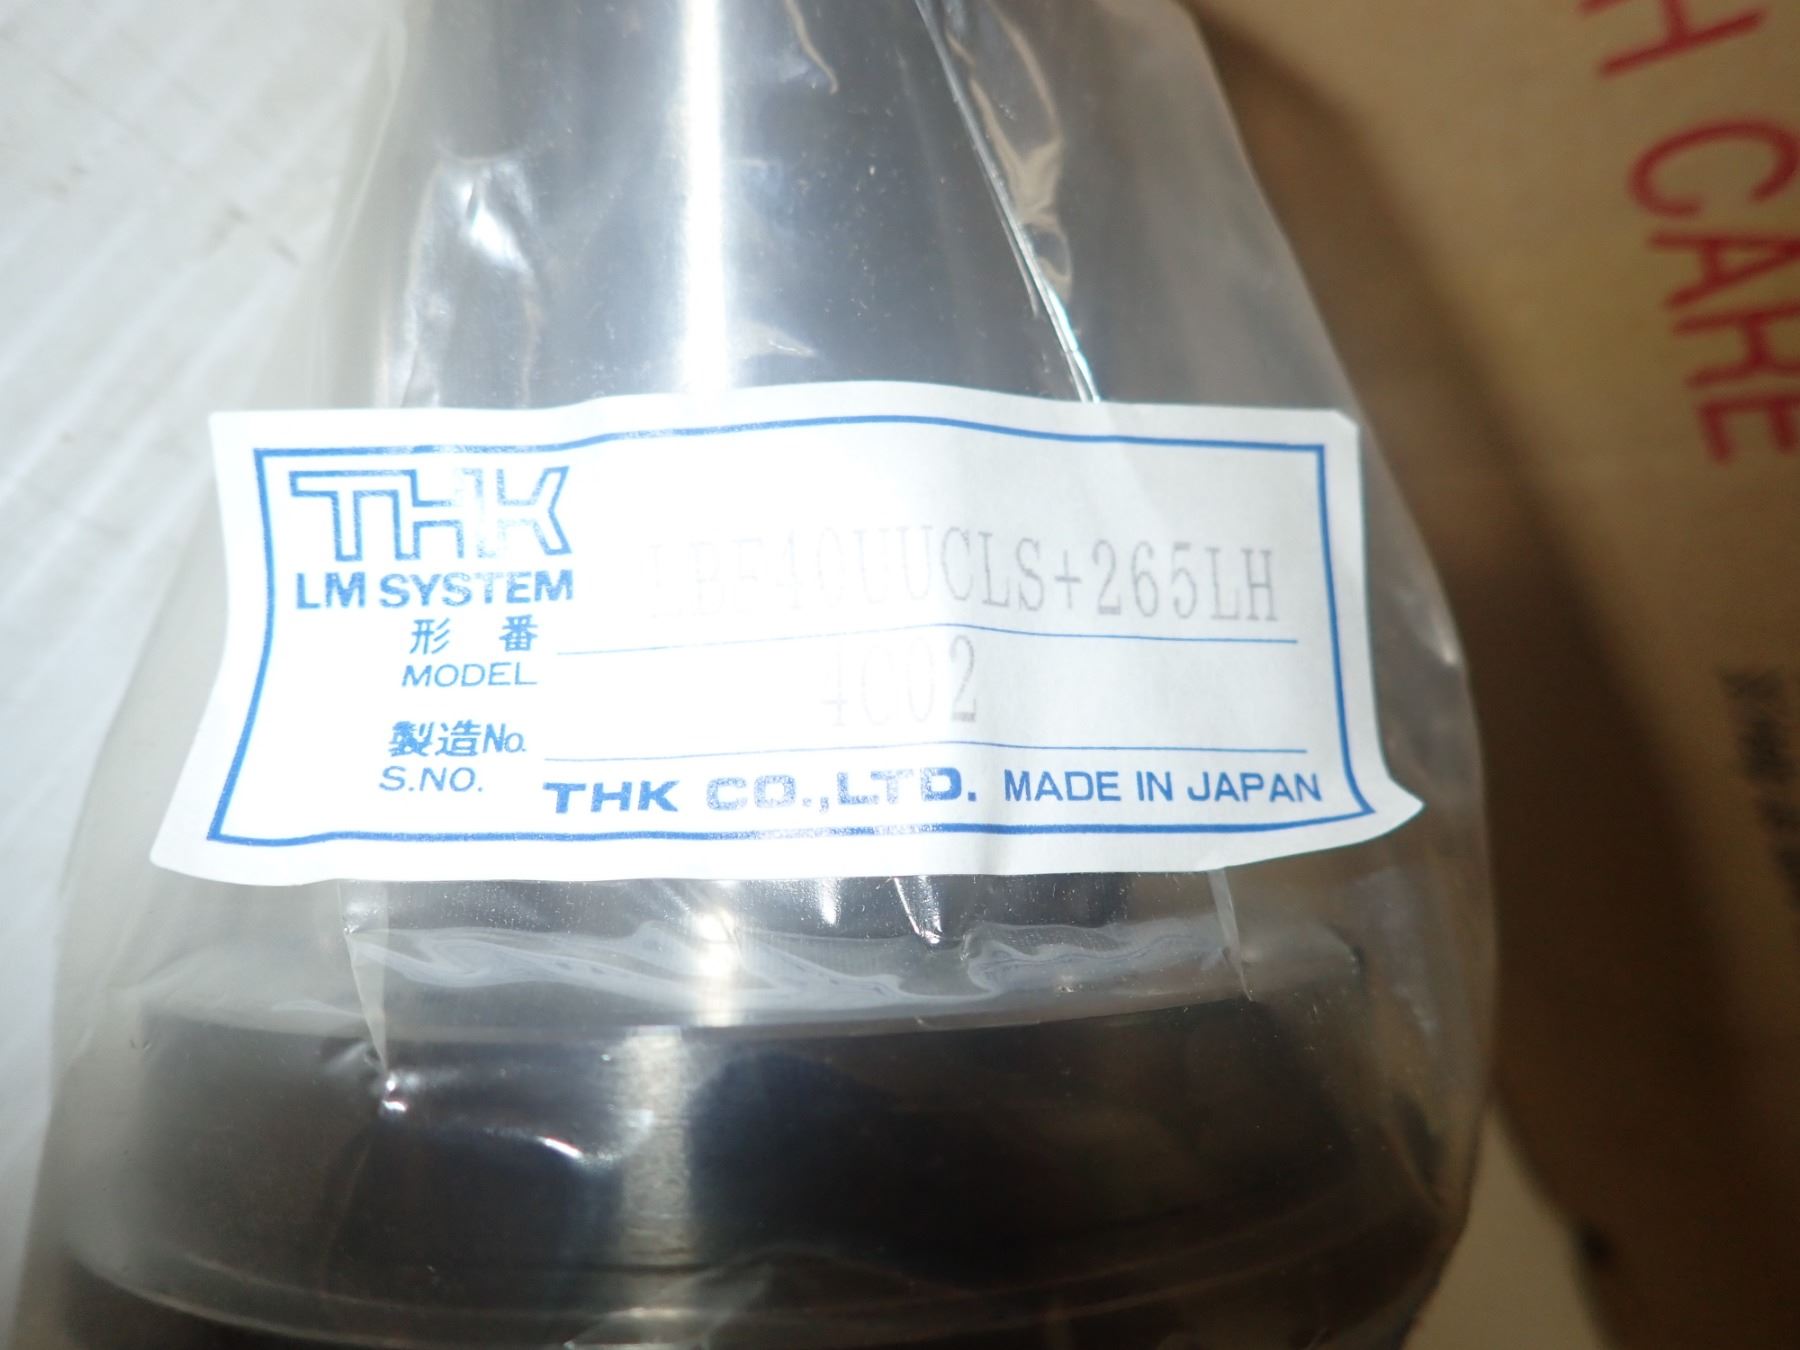 THK
LM SYSTEM
形 番 LBF40UUCLS+265LH
MODEL
製造No. 4C02
S.NO.
THK CO.,LTD. MADE IN JAPAN
H CARE